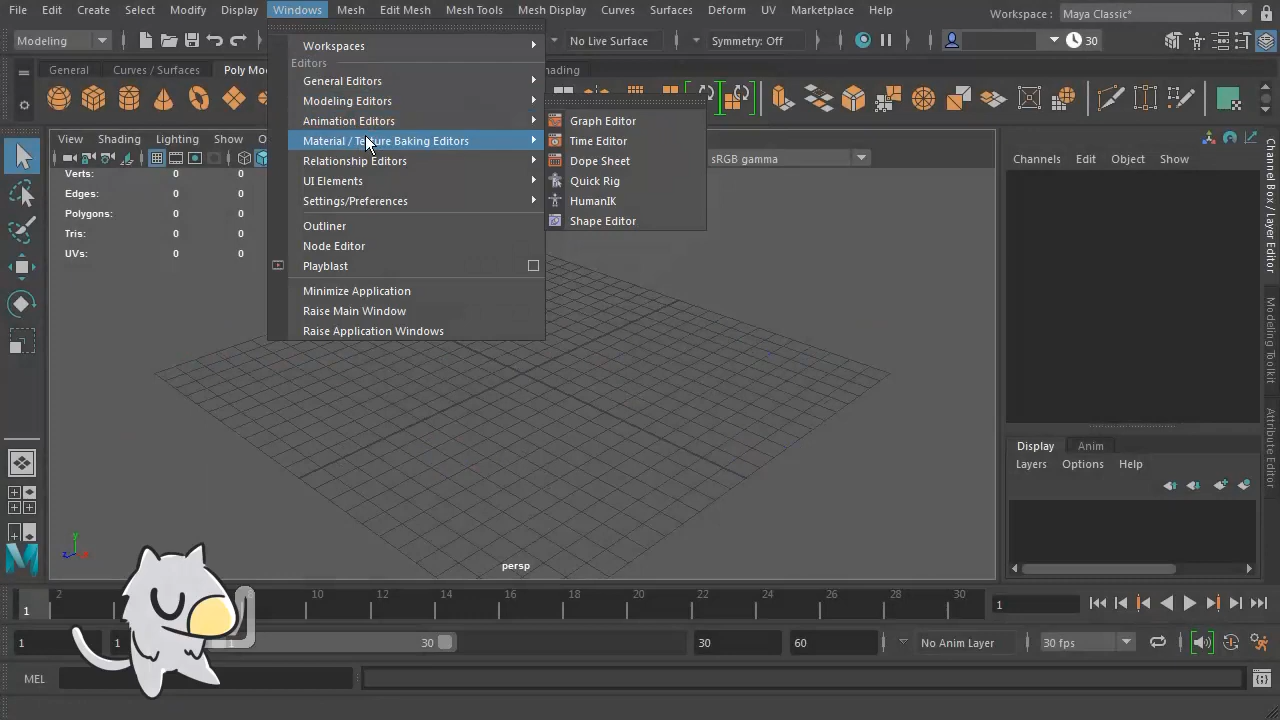 File Edit Create Select Modify Display Windows Mesh Edit Mesh Mesh Tools Mesh Display Curves Surfaces Deform UV Marketplace Help Workspace: Maya Classic*
Modeling No Live Surface Symmetry: Off 30
General Curves / Surfaces Poly Mo
View Shading Lighting Show
sRGB gamma
Verts: 0 0
Edges: 0 0
Polygons: 0 0
Tris: 0 0
UVs: 0 0
Workspaces
Editors
General Editors
Modeling Editors
Animation Editors
Material / Texture Baking Editors
Relationship Editors
UI Elements
Settings/Preferences
Outliner
Node Editor
Playblast
Minimize Application
Raise Main Window
Raise Application Windows
Graph Editor
Time Editor
Dope Sheet
Quick Rig
HumanIK
Shape Editor
Channels Edit Object Show
Display Anim
Layers Options Help
Channel Box / Layer Editor
Modeling Toolkit
Attribute Editor
persp
y
z
1 2 10 12 14 16 18 20 22 24 26 28 30 1
1 1 30 30 60 No Anim Layer 30 fps
MEL